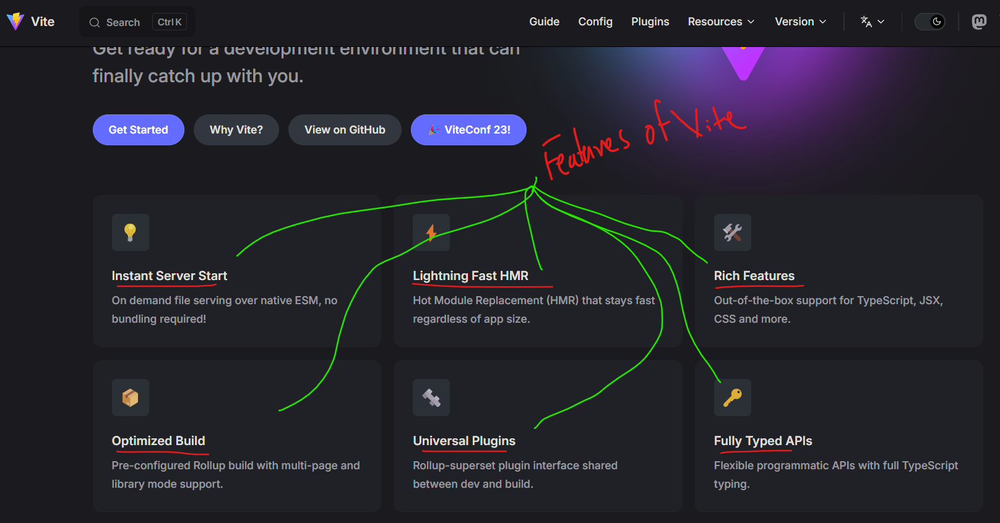 Vite
Search Ctrl K
Guide Config Plugins Resources Version
Get ready for a development environment that can
finally catch up with you.
Get Started Why Vite? View on GitHub 🎉 ViteConf 23!
Features of Vite
Instant Server Start
On demand file serving over native ESM, no
bundling required!
Lightning Fast HMR
Hot Module Replacement (HMR) that stays fast
regardless of app size.
Rich Features
Out-of-the-box support for TypeScript, JSX,
CSS and more.
Optimized Build
Pre-configured Rollup build with multi-page and
library mode support.
Universal Plugins
Rollup-superset plugin interface shared
between dev and build.
Fully Typed APIs
Flexible programmatic APIs with full TypeScript
typing.